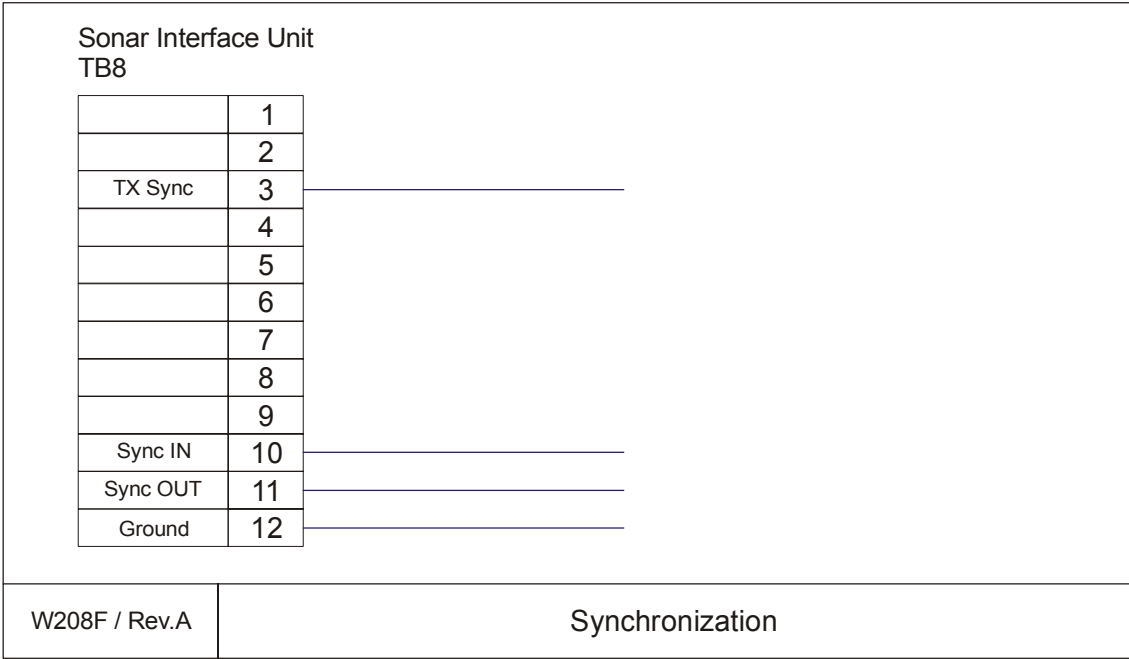 Sonar Interface Unit
TB8
1
2
TX Sync 3
4
5
6
7
8
9
Sync IN 10
Sync OUT 11
Ground 12
W208F / Rev.A Synchronization